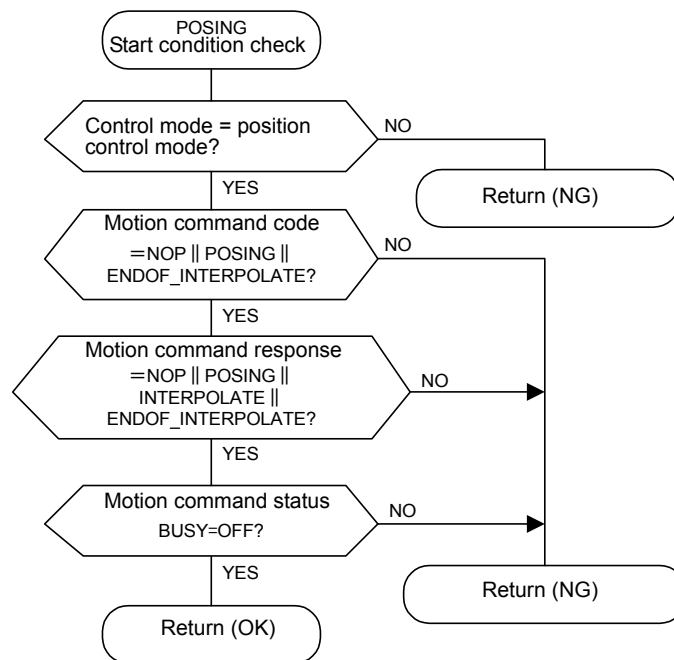 POSING
Start condition check
Control mode = position
control mode?
NO
Return (NG)
YES
Motion command code
=NOP || POSING ||
ENDOF_INTERPOLATE?
NO
YES
Motion command response
=NOP || POSING ||
INTERPOLATE ||
ENDOF_INTERPOLATE?
NO
YES
Motion command status
BUSY=OFF?
NO
YES
Return (NG)
Return (OK)